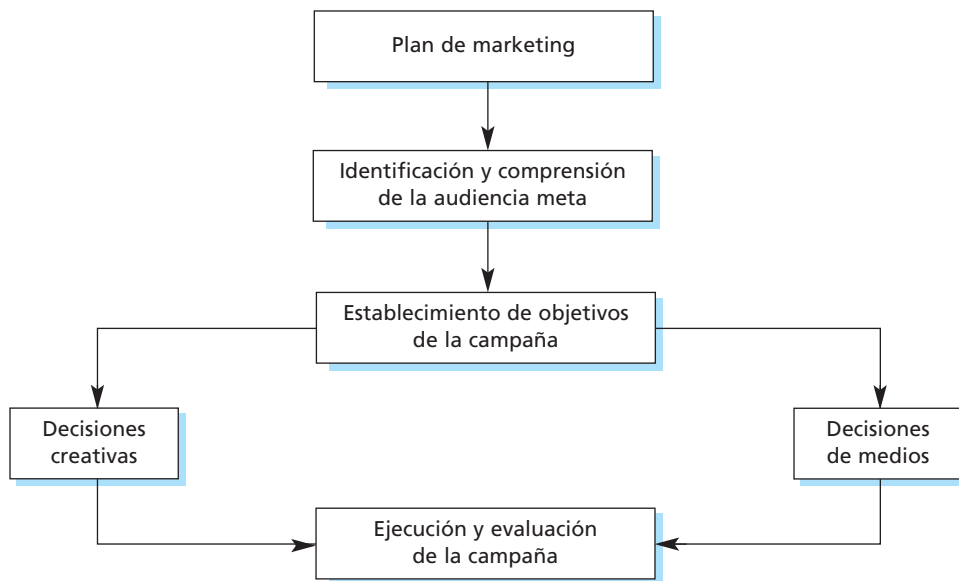 Plan de marketing
Identificación y comprensión
de la audiencia meta
Establecimiento de objetivos
de la campaña
Decisiones
creativas
Decisiones
de medios
Ejecución y evaluación
de la campaña